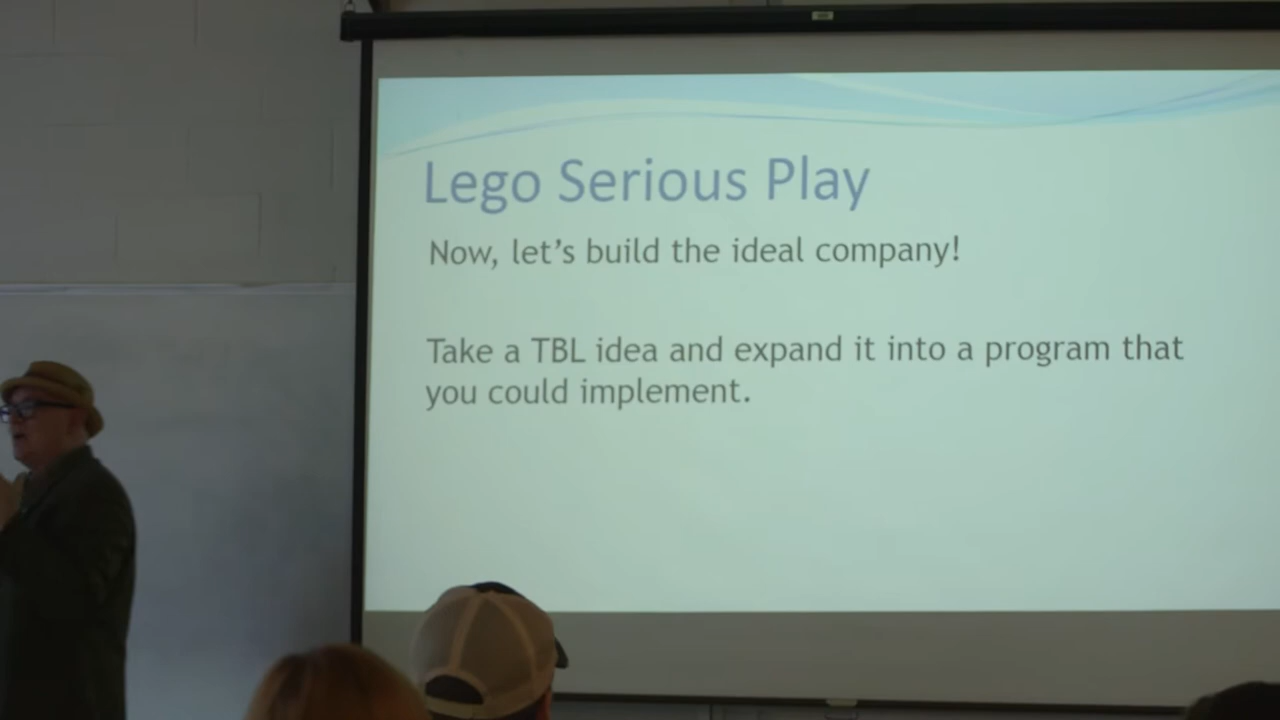 Lego Serious Play
Now, let's build the ideal company!
Take a TBL idea and expand it into a program that
you could implement.